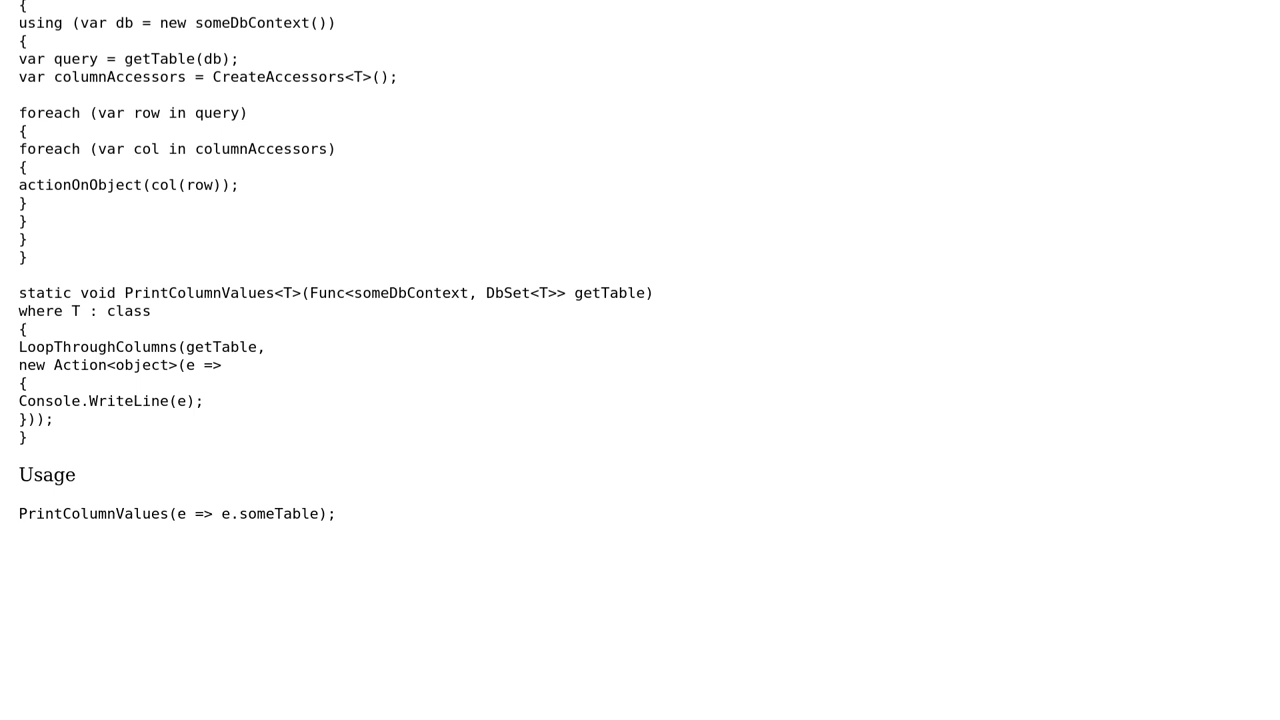 {
using (var db = new someDbContext())
{
var query = getTable(db);
var columnAccessors = CreateAccessors<T>();
foreach (var row in query)
{
foreach (var col in columnAccessors)
{
actionOnObject(col(row));
}
}
}
}
static void PrintColumnValues<T>(Func<someDbContext, DbSet<T>> getTable)
where T : class
{
LoopThroughColumns(getTable,
new Action<object>(e =>
{
Console.WriteLine(e);
}));
}
Usage
PrintColumnValues(e => e.someTable);